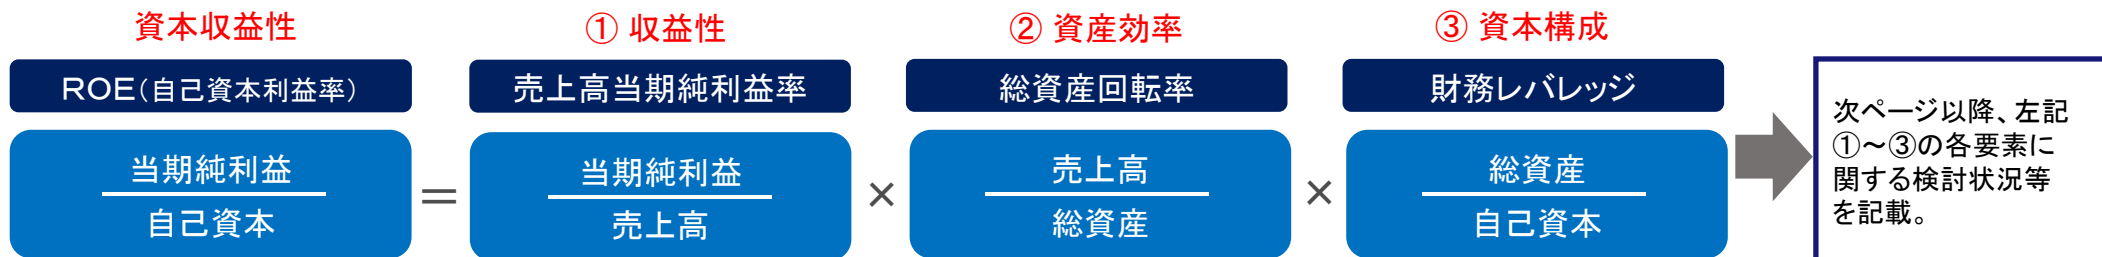 資本収益性
① 収益性
② 資産効率
③ 資本構成
ROE(自己資本利益率)
売上高当期純利益率
総資産回転率
財務レバレッジ
当期純利益
自己資本
=
当期純利益
売上高
×
売上高
総資産
×
総資産
自己資本
次ページ以降、左記
①～③の各要素に
関する検討状況等
を記載。